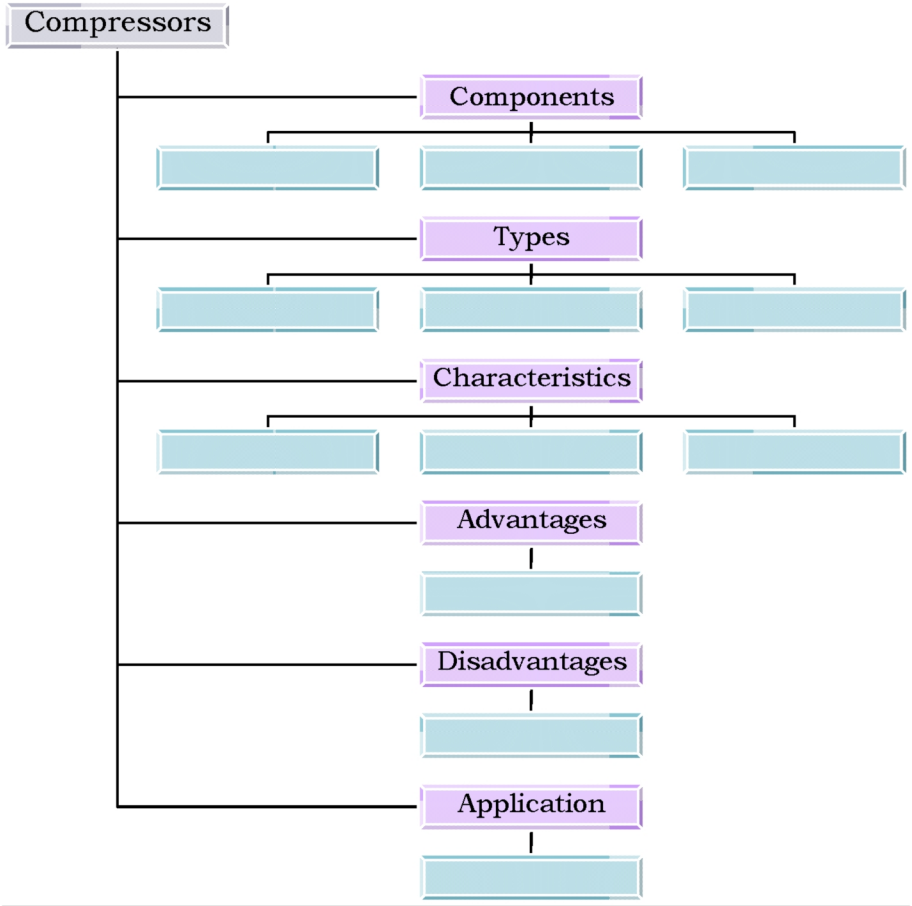 Compressors
Components
Types
Characteristics
Advantages
Disadvantages
Application